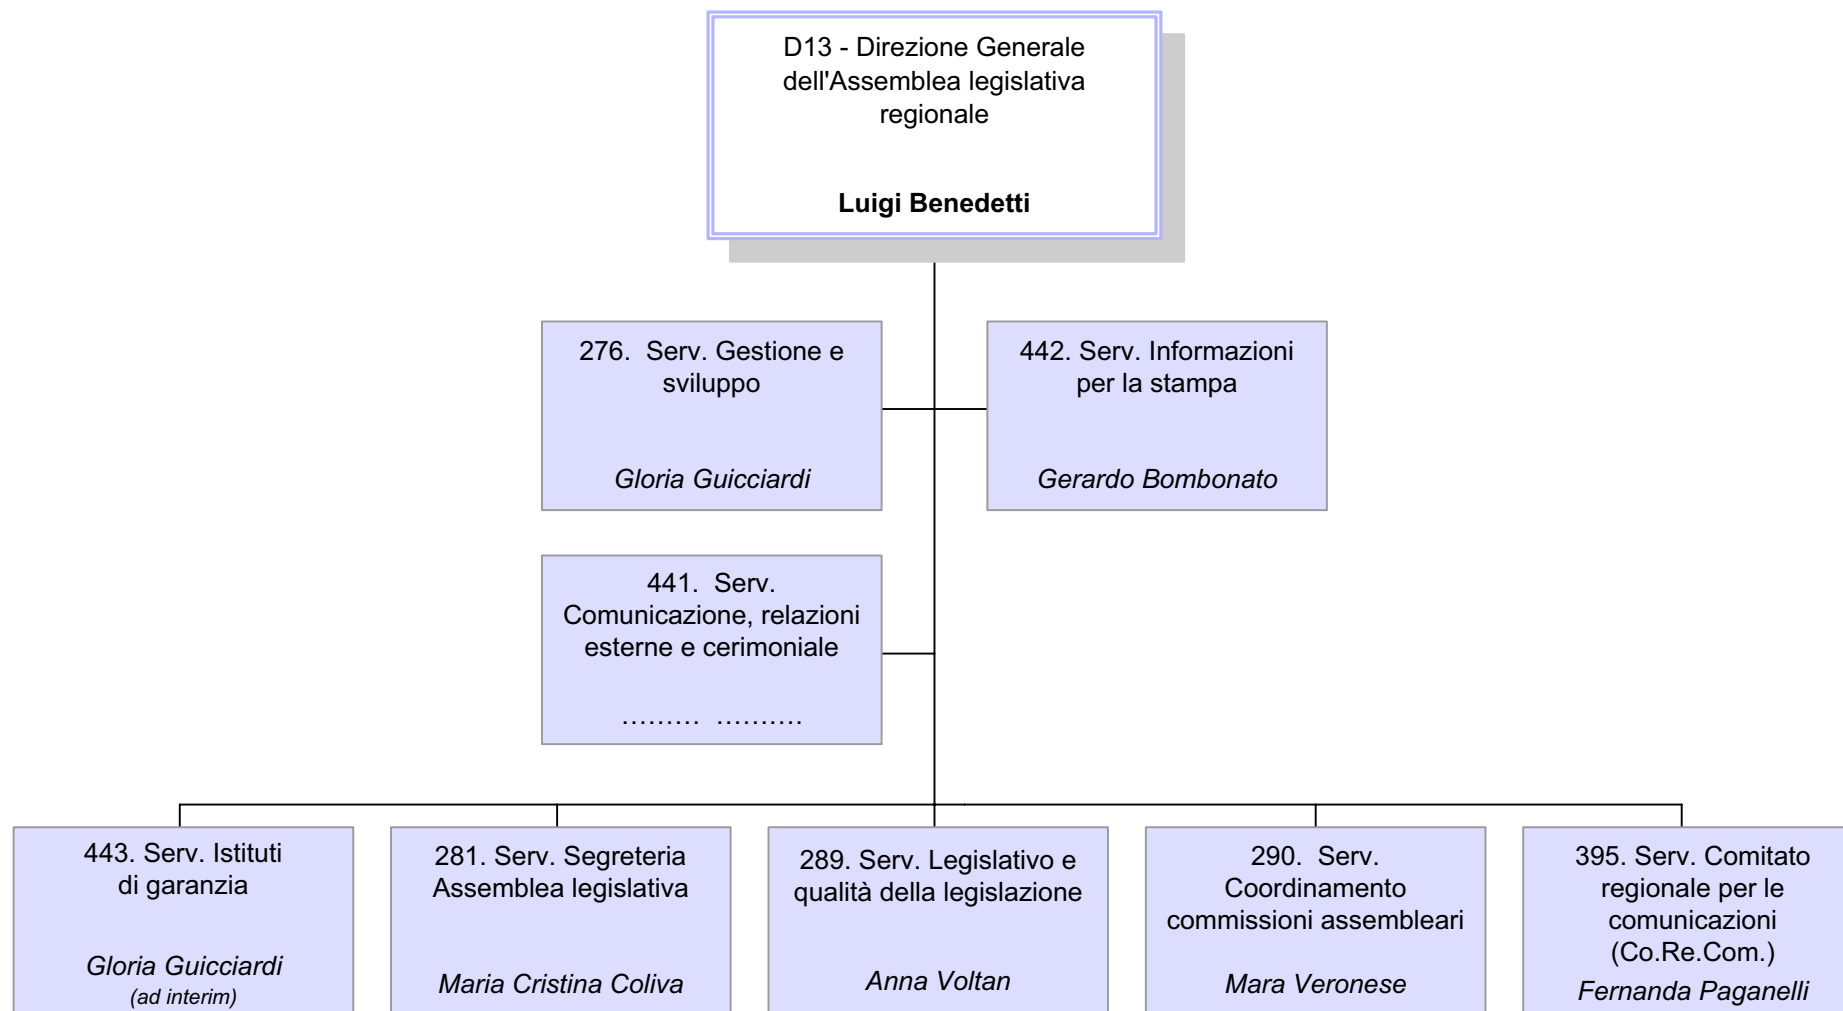 D13 - Direzione Generale
dell'Assemblea legislativa
regionale
Luigi Benedetti
276.  Serv. Gestione e
sviluppo
Gloria Guicciardi
442. Serv. Informazioni
per la stampa
Gerardo Bombonato
441.  Serv.
Comunicazione, relazioni
esterne e cerimoniale
………  ……….
443. Serv. Istituti
di garanzia
Gloria Guicciardi
(ad interim)
281. Serv. Segreteria
Assemblea legislativa
Maria Cristina Coliva
289. Serv. Legislativo e
qualità della legislazione
Anna Voltan
290.  Serv.
Coordinamento
commissioni assembleari
Mara Veronese
395. Serv. Comitato
regionale per le
comunicazioni
(Co.Re.Com.)
Fernanda Paganelli